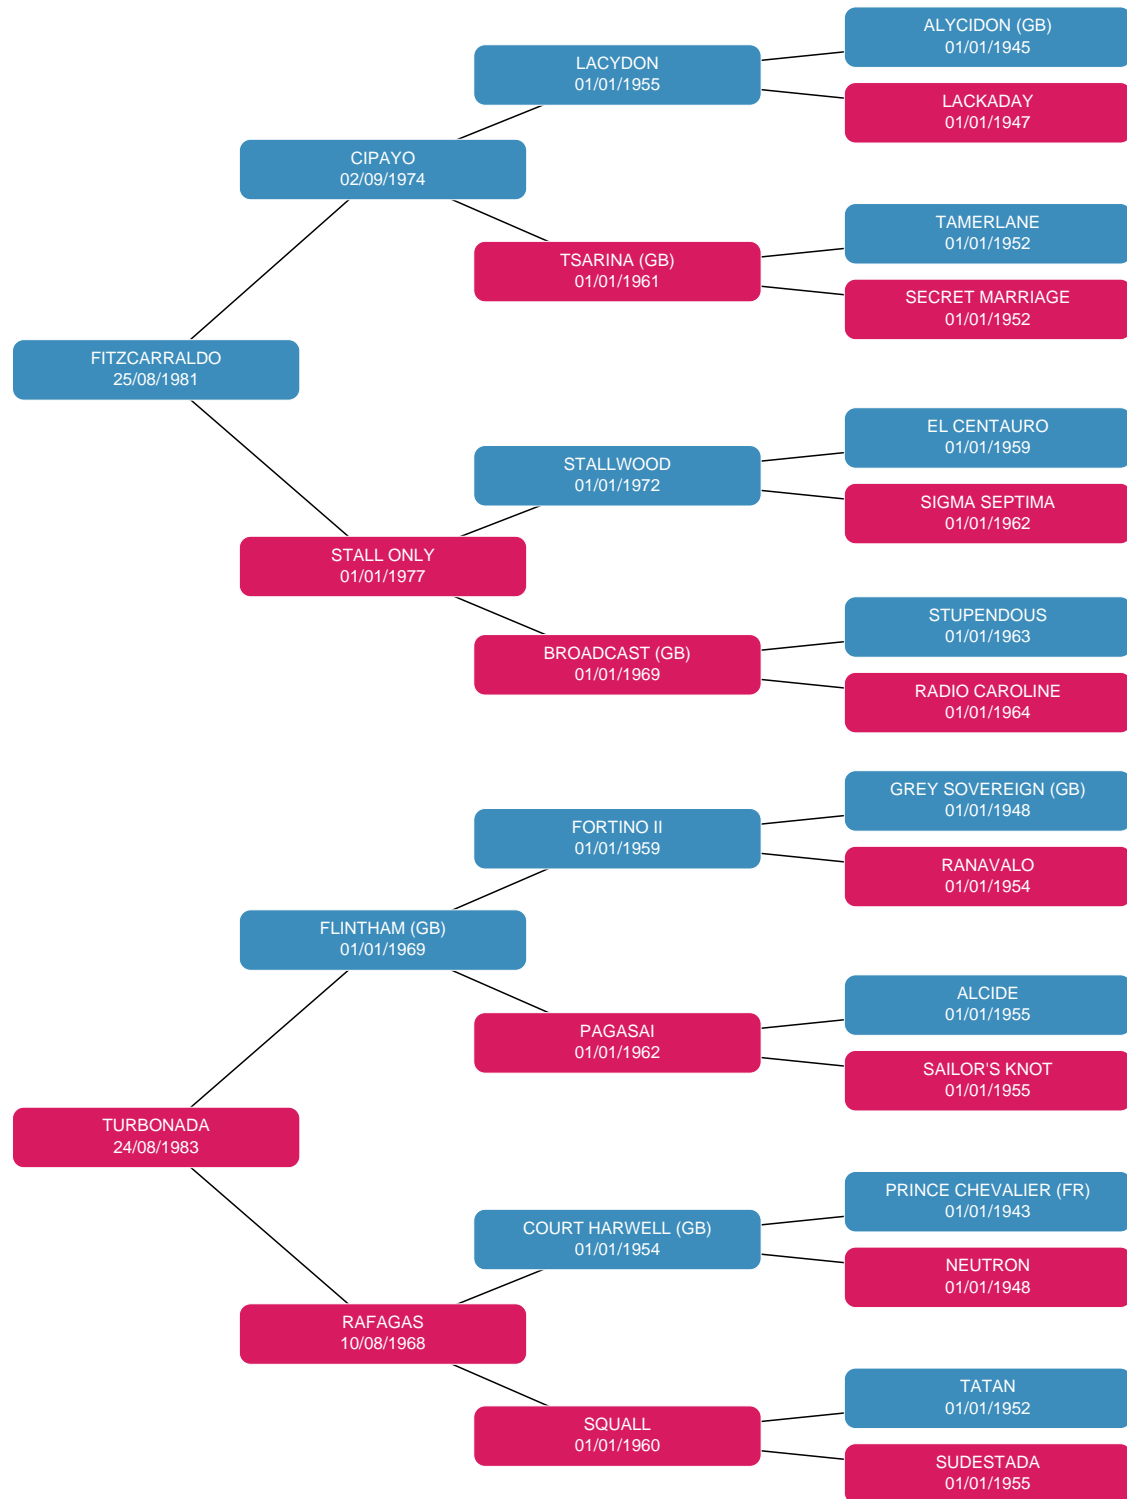 ALYCIDON (GB)
01/01/1945
LACYDON
01/01/1955
LACKADAY
01/01/1947
CIPAYO
02/09/1974
TAMERLANE
01/01/1952
TSARINA (GB)
01/01/1961
SECRET MARRIAGE
01/01/1952
FITZCARRALDO
25/08/1981
EL CENTAURO
01/01/1959
STALLWOOD
01/01/1972
SIGMA SEPTIMA
01/01/1962
STALL ONLY
01/01/1977
STUPENDOUS
01/01/1963
BROADCAST (GB)
01/01/1969
RADIO CAROLINE
01/01/1964
GREY SOVEREIGN (GB)
01/01/1948
FORTINO II
01/01/1959
RANAVALO
01/01/1954
FLINTHAM (GB)
01/01/1969
ALCIDE
01/01/1955
PAGASAI
01/01/1962
SAILOR'S KNOT
01/01/1955
TURBONADA
24/08/1983
PRINCE CHEVALIER (FR)
01/01/1943
COURT HARWELL (GB)
01/01/1954
NEUTRON
01/01/1948
RAFAGAS
10/08/1968
TATAN
01/01/1952
SQUALL
01/01/1960
SUDESTADA
01/01/1955